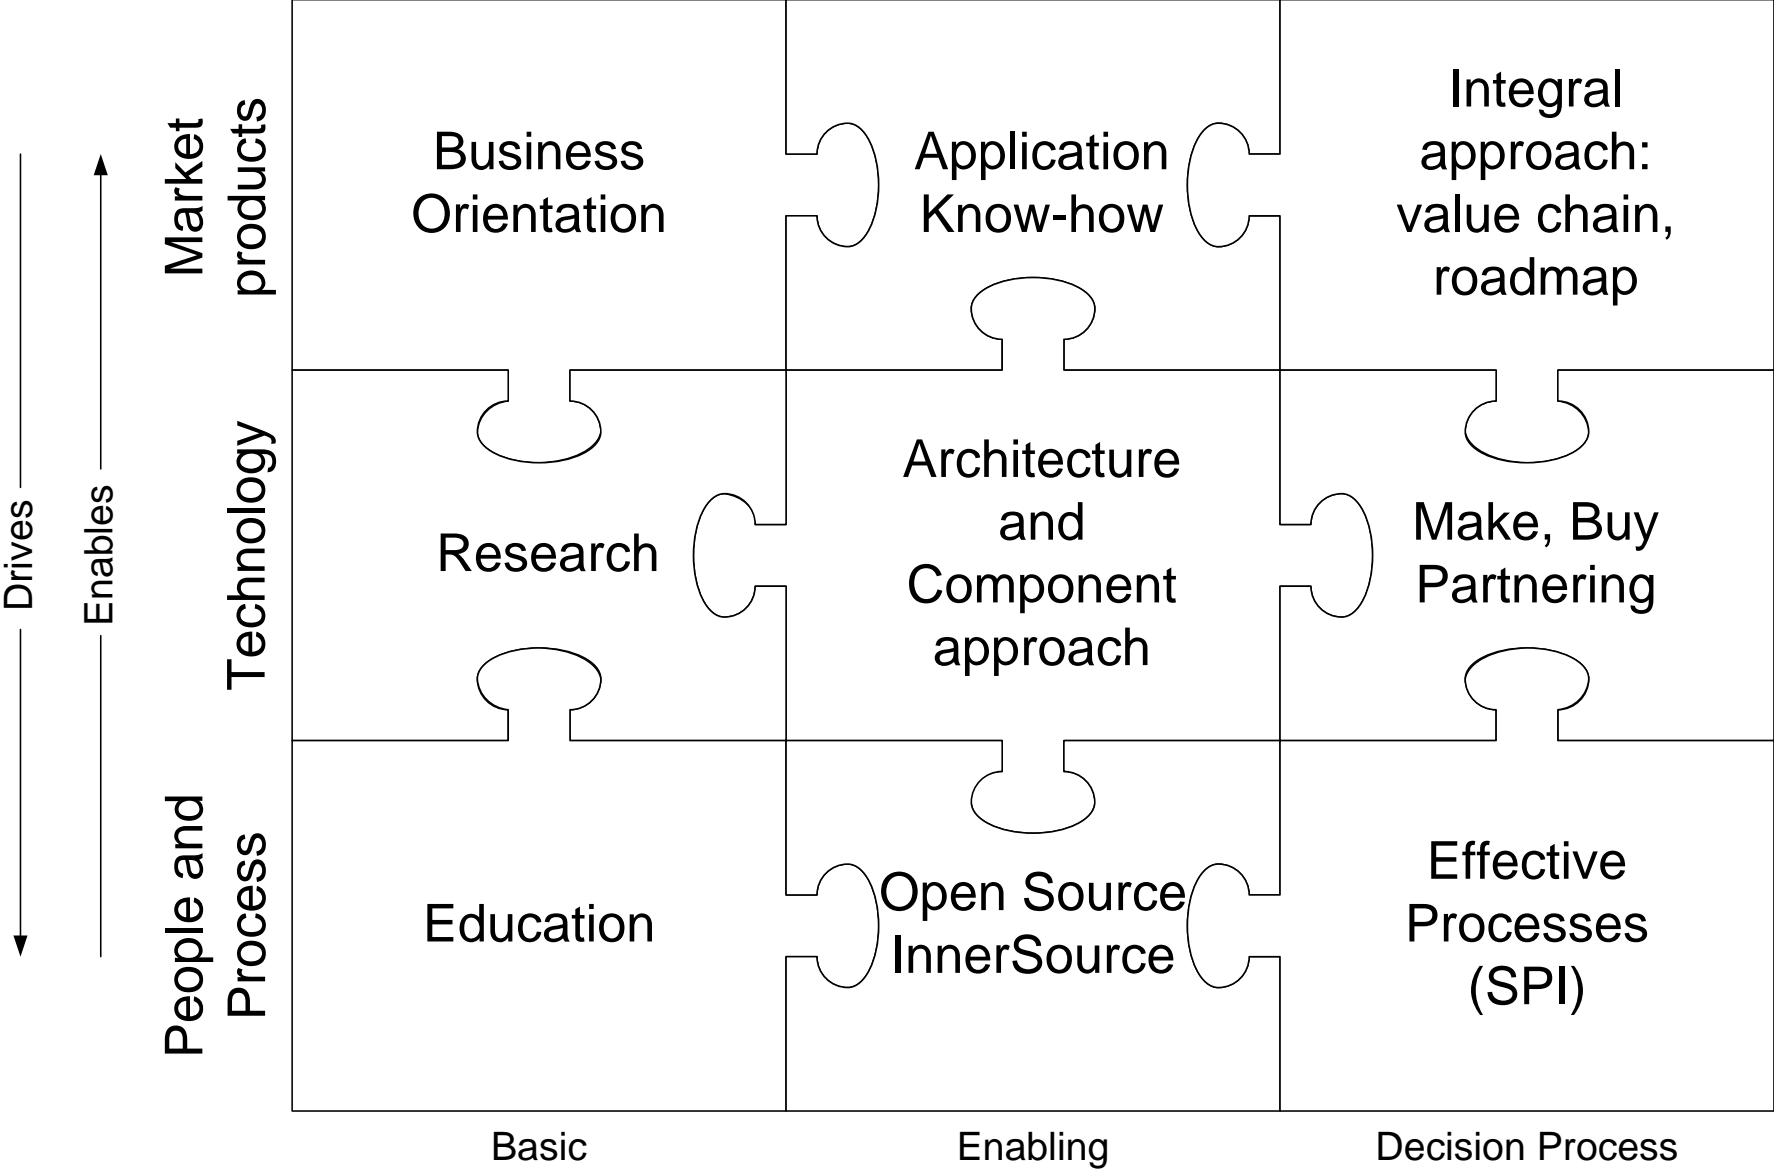 Drives
Enables
Market
products
Business
Orientation
Application
Know-how
Integral
approach:
value chain,
roadmap
Technology
Research
Architecture
and
Component
approach
Make, Buy
Partnering
People and
Process
Education
Open Source
InnerSource
Effective
Processes
(SPI)
Basic
Enabling
Decision Process